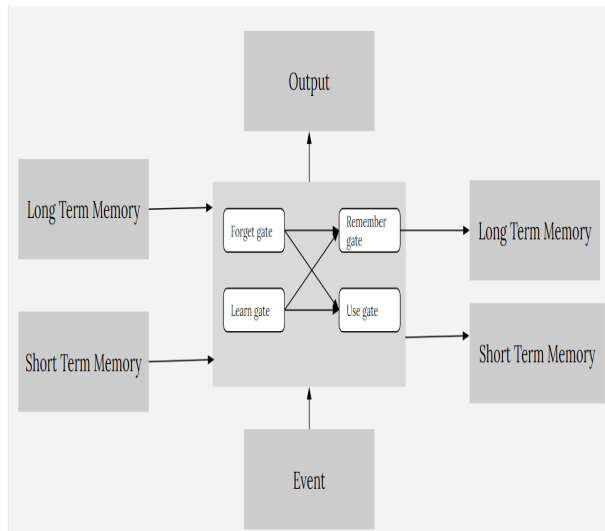 Output
Long Term Memory
Forget gate
Remember
gate
Long Term Memory
Learn gate
Use gate
Short Term Memory
Short Term Memory
Event